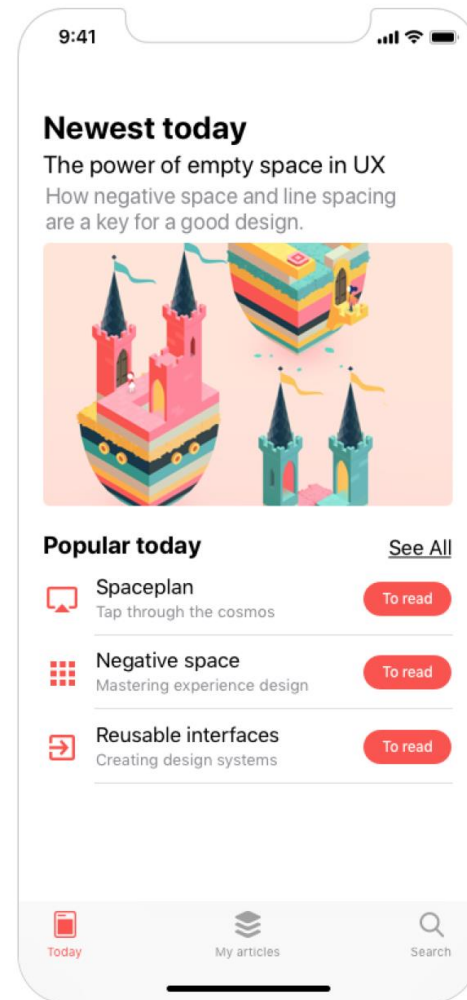 9:41
Newest today
The power of empty space in UX
How negative space and line spacing
are a key for a good design.
Popular today
See All
Spaceplan
Tap through the cosmos
To read
Negative space
Mastering experience design
To read
Reusable interfaces
Creating design systems
To read
Today
My articles
Search